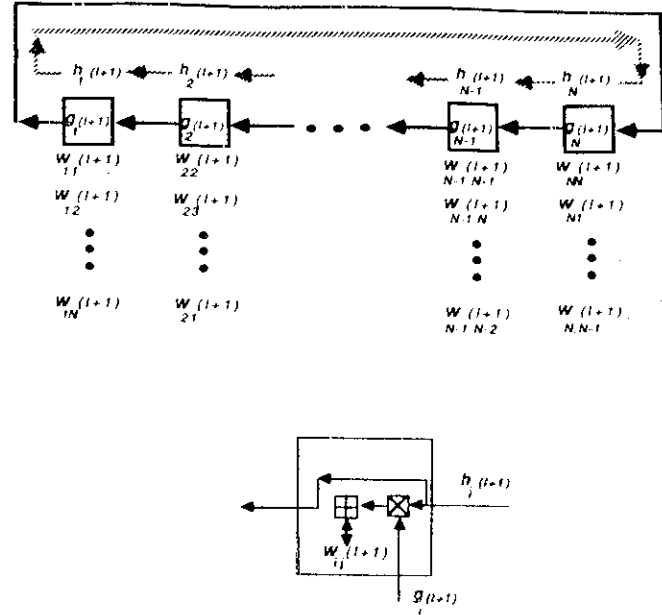 h1(l+1) h2(l+1) hN-1(l+1) hN(l+1)
g1(l+1) g2(l+1) gN-1(l+1) gN(l+1)
W11(l+1) W22(l+1) WN-1 N-1(l+1) WNN(l+1)
W12(l+1) W23(l+1) WN-1 N(l+1) WN1(l+1)
W1N(l+1) W21(l+1) WN-1 N-2(l+1) WN,N-1(l+1)
hj(l+1)
Wij(l+1)
gi(l+1)